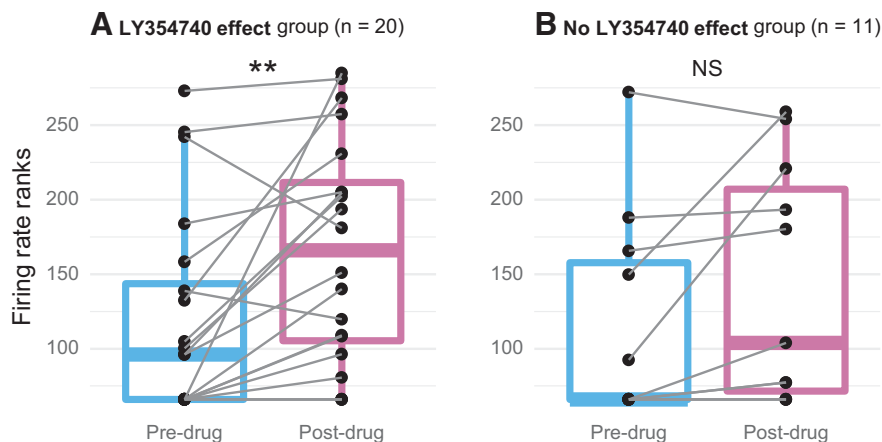 A LY354740 effect group (n = 20)
B No LY354740 effect group (n = 11)
**
NS
Firing rate ranks
250
200
150
100
250
200
150
100
Pre-drug
Post-drug
Pre-drug
Post-drug